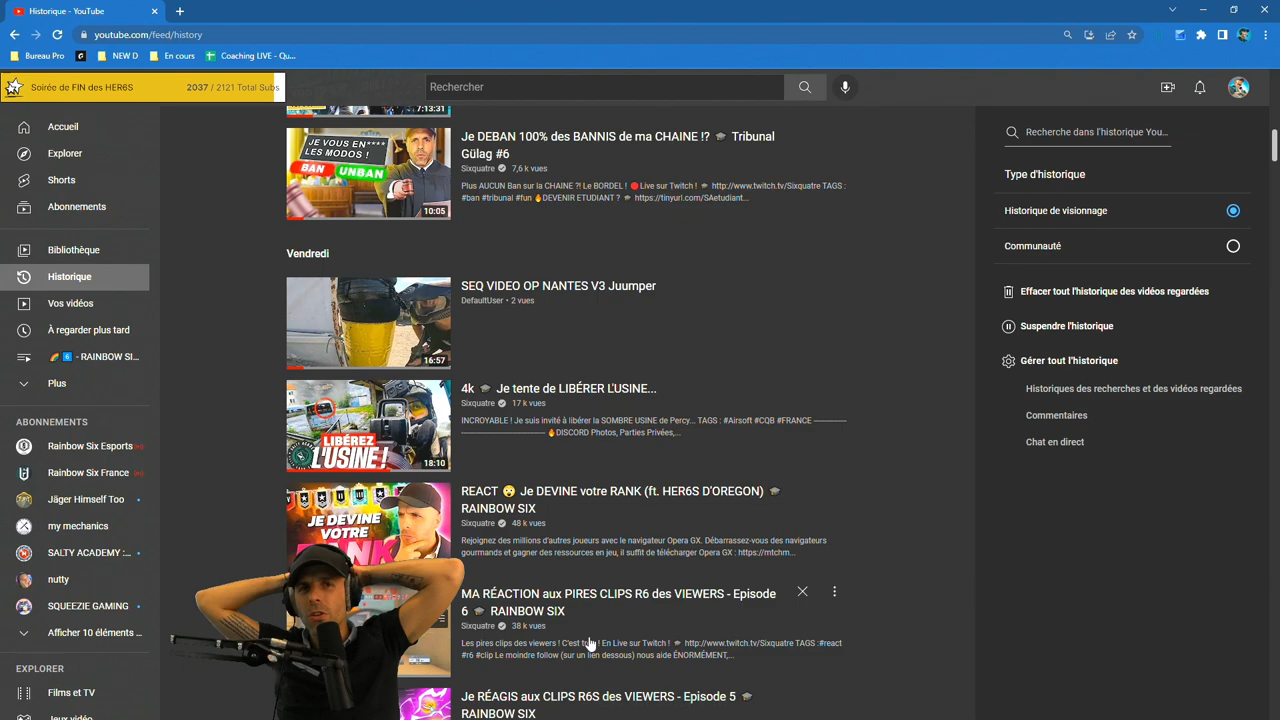 Historique - YouTube
youtube.com/feed/history
Bureau Pro
NEW D
En cours
Coaching LIVE - Qu...
Soirée de FIN des HER6S
2037 / 2121 Total Subs
Rechercher
Accueil
Explorer
Shorts
Abonnements
Bibliothèque
Historique
Vos vidéos
À regarder plus tard
🌈 6️⃣ - RAINBOW SI...
Plus
ABONNEMENTS
Rainbow Six Esports
Rainbow Six France
Jäger Himself Too
my mechanics
SALTY ACADEMY :...
nutty
SQUEEZIE GAMING
Afficher 10 éléments ...
EXPLORER
Films et TV
Jeux vidéo
7:13:31
JE VOUS EN****
LES MODOS !
BAN
UNBAN
10:05
Je DEBAN 100% des BANNIS de ma CHAINE !? 🎓 Tribunal
Gülag #6
Sixquatre
7,6 k vues
Plus AUCUN Ban sur la CHAINE ?! Le BORDEL ! 🔴Live sur Twitch ! 🎓 http://www.twitch.tv/Sixquatre TAGS :
#ban #tribunal #fun 🔥DEVENIR ETUDIANT ? 🎓 https://tinyurl.com/SAetudiant...
Vendredi
16:57
SEQ VIDEO OP NANTES V3 Juumper
DefaultUser • 2 vues
LIBÉREZ
L'USINE !
18:10
4k 🎓 Je tente de LIBÉRER L'USINE...
Sixquatre
17 k vues
INCROYABLE ! Je suis invité à libérer la SOMBRE USINE de Percy... TAGS : #Airsoft #CQB #FRANCE ————
—————————— 🔥DISCORD Photos, Parties Privées,...
JE DEVINE
VOTRE
RANK
REACT 😮 Je DEVINE votre RANK (ft. HER6S D'OREGON) 🎓
RAINBOW SIX
Sixquatre
48 k vues
Rejoignez des millions d'autres joueurs avec le navigateur Opera GX. Débarrassez-vous des navigateurs
gourmands et gagner des ressources en jeu, il suffit de télécharger Opera GX : https://mtchm...
MA RÉACTION aux PIRES CLIPS R6 des VIEWERS - Episode
6 🎓 RAINBOW SIX
Sixquatre
38 k vues
Les pires clips des viewers ! C'est ! En Live sur Twitch ! 🎓 http://www.twitch.tv/Sixquatre TAGS :#react
#r6 #clip Le moindre follow (sur un lien dessous) nous aide ÉNORMÉMENT,...
Je RÉAGIS aux CLIPS R6S des VIEWERS - Episode 5 🎓
RAINBOW SIX
Recherche dans l'historique You...
Type d'historique
Historique de visionnage
Communauté
Effacer tout l'historique des vidéos regardées
Suspendre l'historique
Gérer tout l'historique
Historiques des recherches et des vidéos regardées
Commentaires
Chat en direct